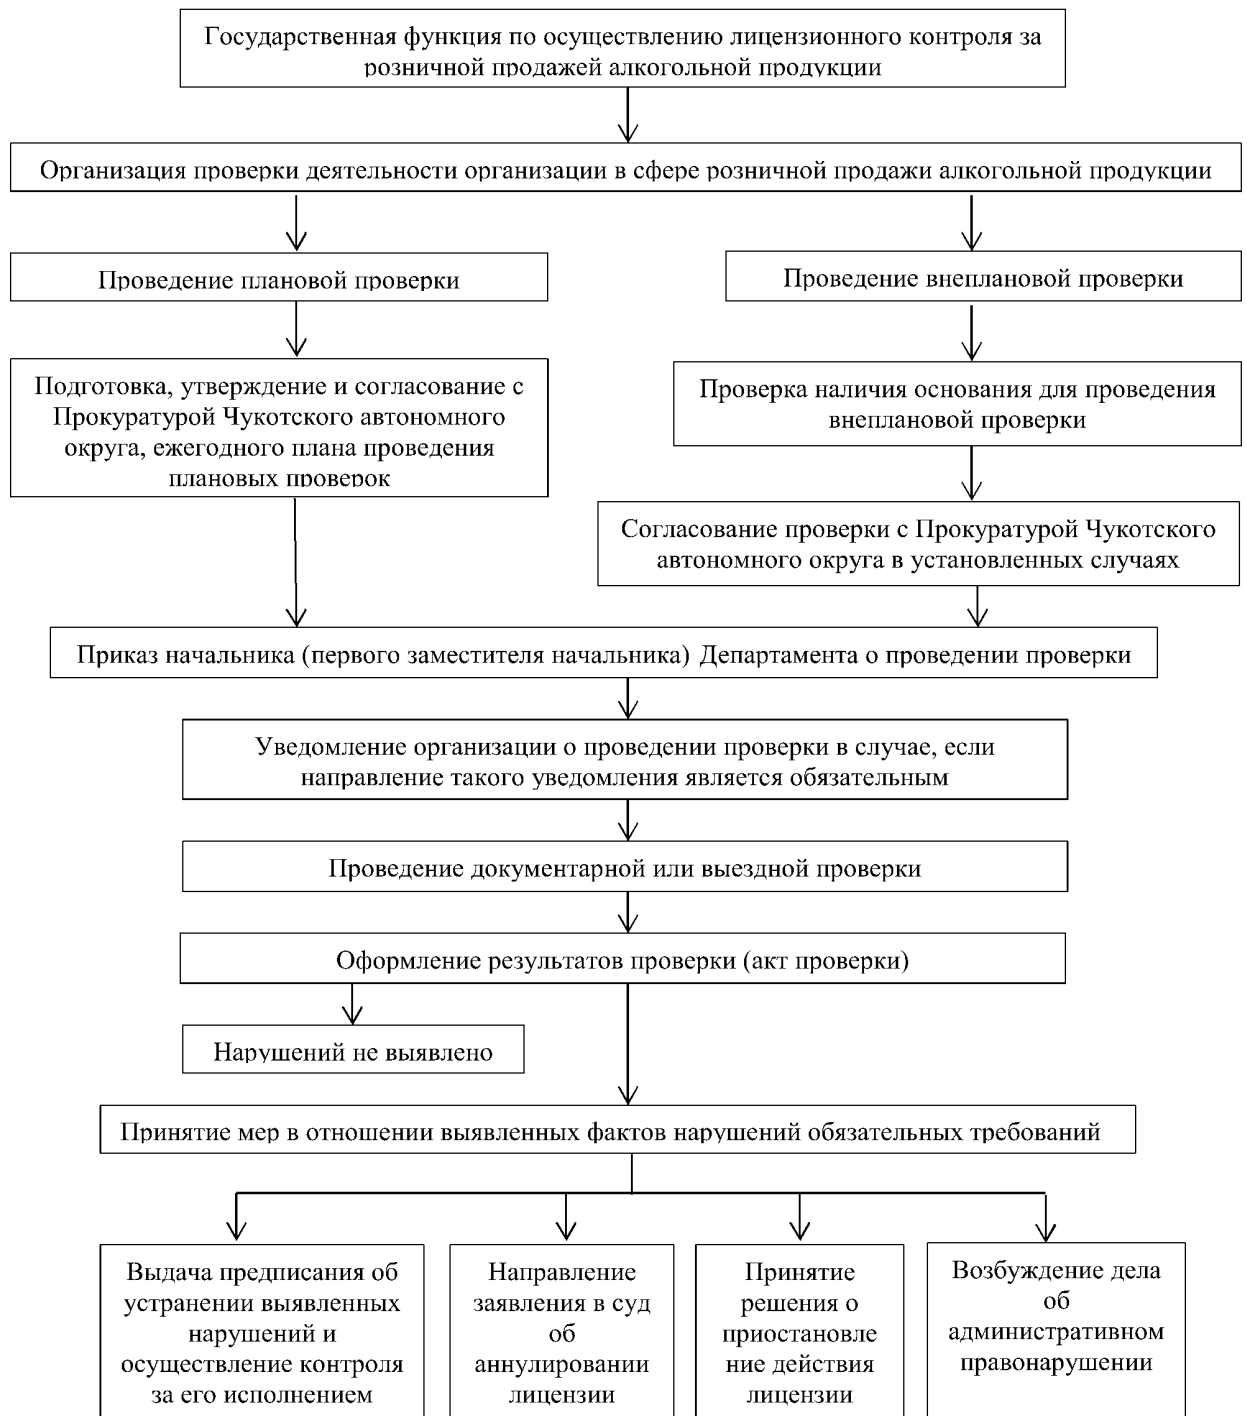 Государственная функция по осуществлению лицензионного контроля за
розничной продажей алкогольной продукции
Организация проверки деятельности организации в сфере розничной продажи алкогольной продукции
Проведение плановой проверки
Проведение внеплановой проверки
Подготовка, утверждение и согласование с
Прокуратурой Чукотского автономного
округа, ежегодного плана проведения
плановых проверок
Проверка наличия основания для проведения
внеплановой проверки
Согласование проверки с Прокуратурой Чукотского
автономного округа в установленных случаях
Приказ начальника (первого заместителя начальника) Департамента о проведении проверки
Уведомление организации о проведении проверки в случае, если
направление такого уведомления является обязательным
Проведение документарной или выездной проверки
Оформление результатов проверки (акт проверки)
Нарушений не выявлено
Принятие мер в отношении выявленных фактов нарушений обязательных требований
Выдача предписания об
устранении выявленных
нарушений и
осуществление контроля
за его исполнением
Направление
заявления в суд
об
аннулировании
лицензии
Принятие
решения о
приостановле
ние действия
лицензии
Возбуждение дела
об
административном
правонарушении